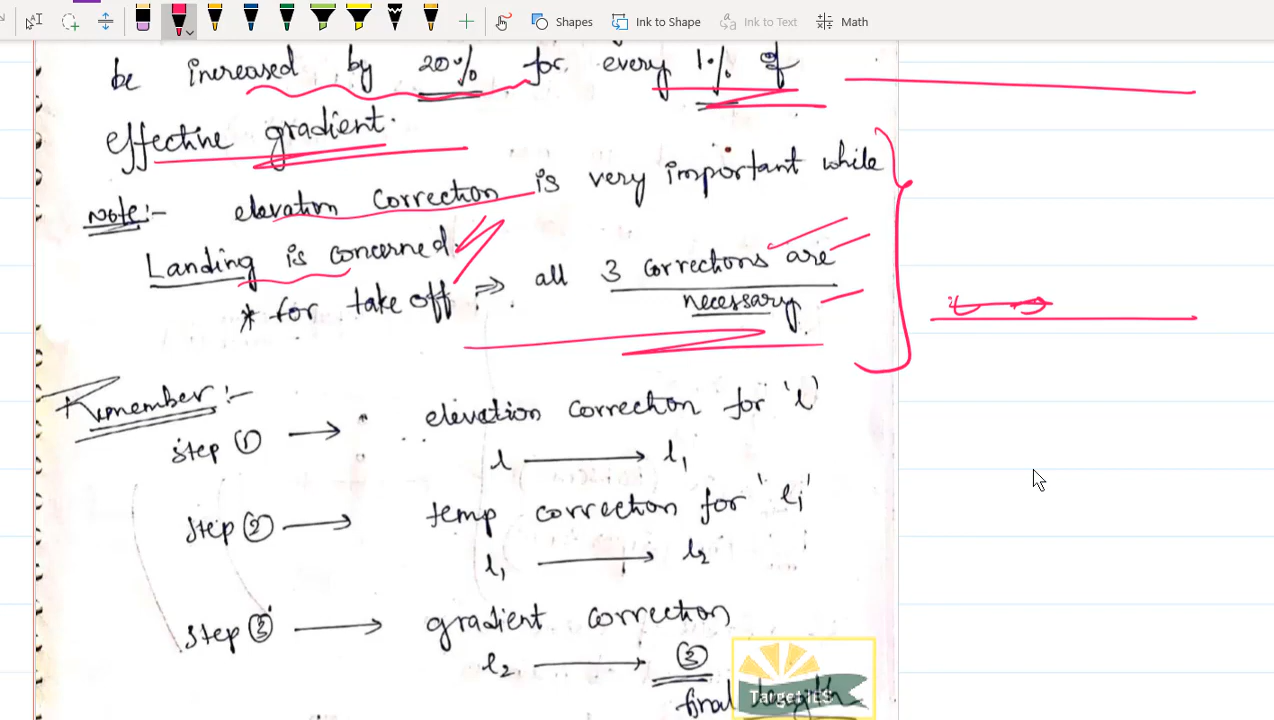 Shapes Ink to Shape Ink to Text Math
be increased by 20% for every 1% of
effective gradient.
Note:- elevation correction is very important while
Landing is concerned.
* for take off ⇒ all 3 corrections are
necessary.
Remember:-
step ① → elevation correction for 'l'
l → l₁
step ② → temp correction for 'l₁'
l₁ → l₂
step ③ → gradient correction
l₂ → ③
final length
Target IES